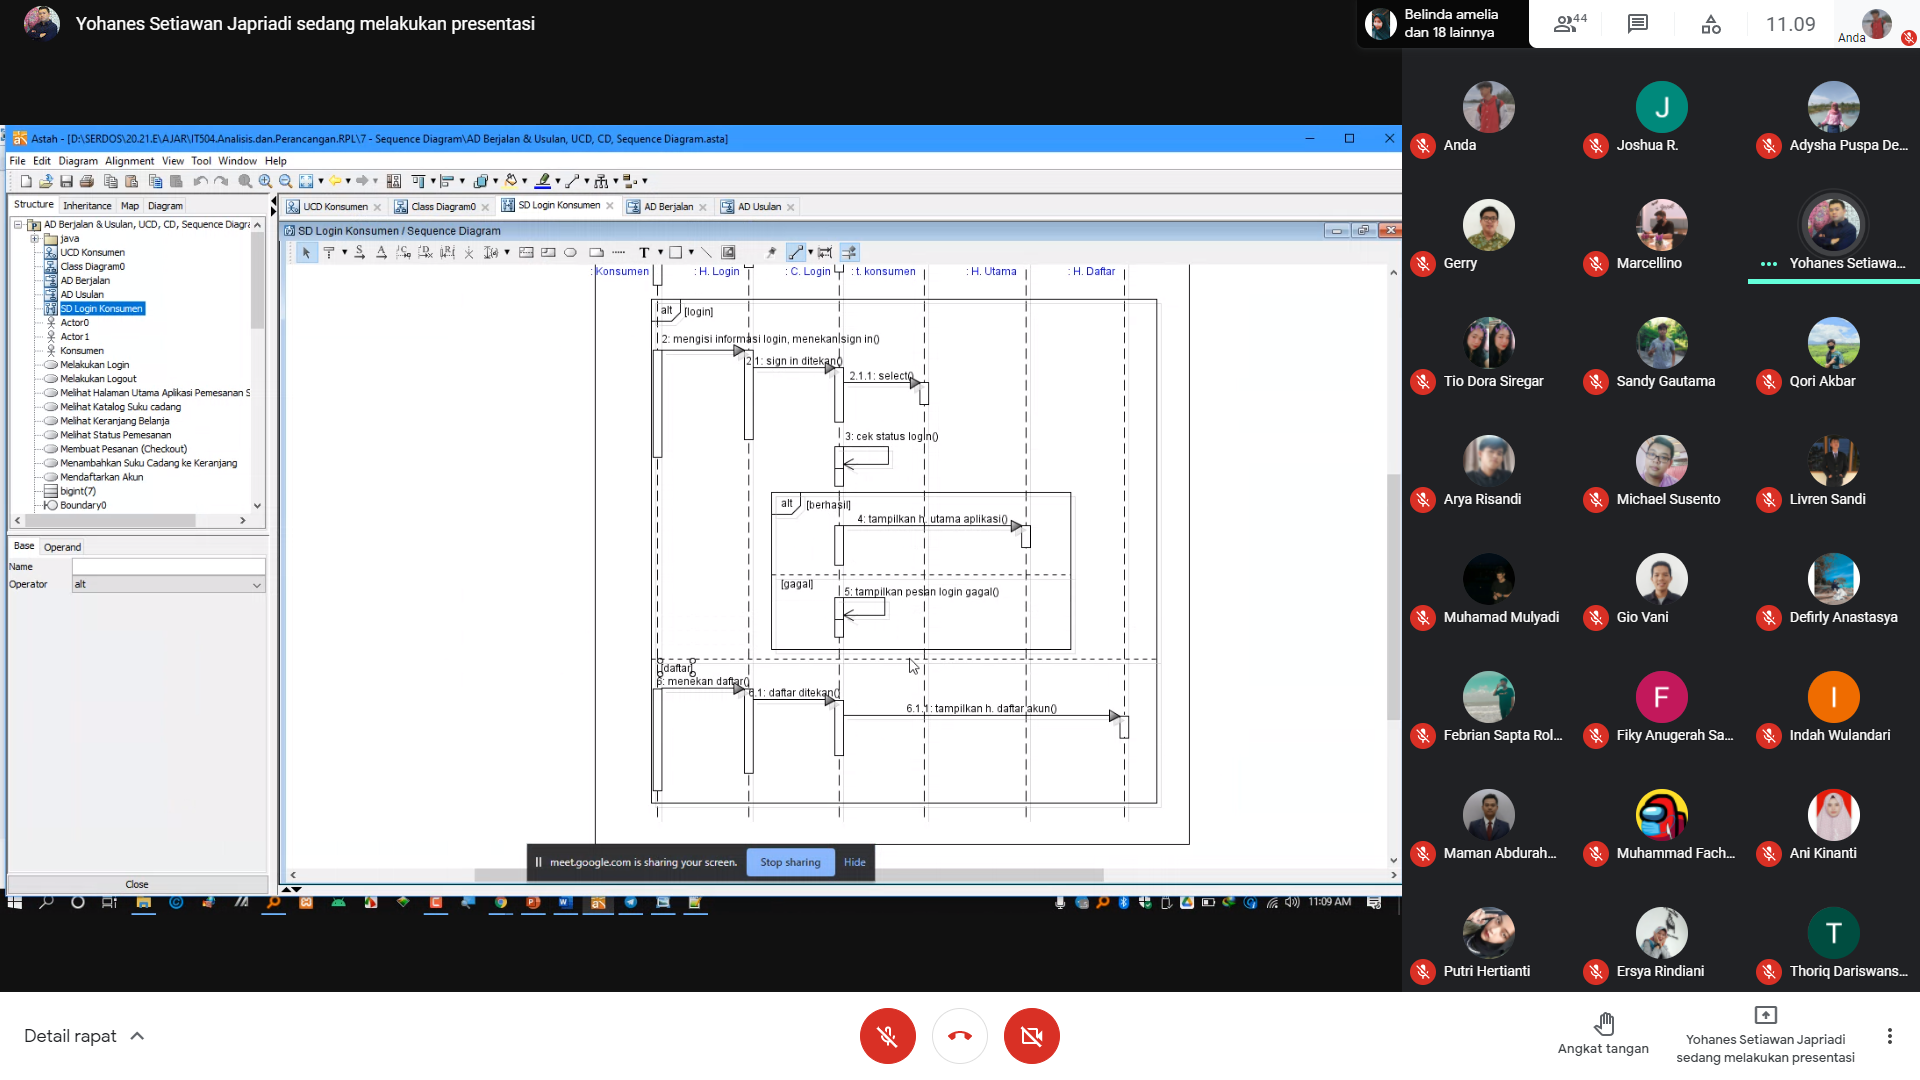 Yohanes Setiawan Japriadi sedang melakukan presentasi
Belinda amelia
dan 18 lainnya
44
11.09
Anda
Astah - [D:\SERDOS\20.21.E\AJAR\IT504.Analisis.dan.Perancangan.RPL\7 - Sequence Diagram\AD Berjalan & Usulan, UCD, CD, Sequence Diagram.asta]
File Edit Diagram Alignment View Tool Window Help
Structure Inheritance Map Diagram
UCD Konsumen
Class Diagram0
SD Login Konsumen
AD Berjalan
AD Usulan
AD Berjalan & Usulan, UCD, CD, Sequence Diagra
java
UCD Konsumen
Class Diagram0
AD Berjalan
AD Usulan
SD Login Konsumen
Actor0
Actor1
Konsumen
Melakukan Login
Melakukan Logout
Melihat Halaman Utama Aplikasi Pemesanan S
Melihat Katalog Suku cadang
Melihat Keranjang Belanja
Melihat Status Pemesanan
Membuat Pesanan (Checkout)
Menambahkan Suku Cadang ke Keranjang
Mendaftarkan Akun
bigint(7)
Boundary0
Base Operand
Name
Operator alt
Close
SD Login Konsumen / Sequence Diagram
T
: Konsumen : H. Login : C. Login : t. konsumen : H. Utama : H. Daftar
alt [login]
2: mengisi informasi login, menekan sign in()
2.1: sign in ditekan()
2.1.1: select()
3: cek status login()
alt [berhasil]
4: tampilkan h. utama aplikasi()
[gagal]
5: tampilkan pesan login gagal()
[daftar]
6: menekan daftar()
6.1: daftar ditekan()
6.1.1: tampilkan h. daftar akun()
meet.google.com is sharing your screen. Stop sharing Hide
11:09 AM
Anda
J
Joshua R.
Adysha Puspa De...
Gerry
Marcellino
Yohanes Setiawa...
Tio Dora Siregar
Sandy Gautama
Qori Akbar
Arya Risandi
Michael Susento
Livren Sandi
Muhamad Mulyadi
Gio Vani
Defirly Anastasya
Febrian Sapta Rol...
F
Fiky Anugerah Sa...
I
Indah Wulandari
Maman Abdurah...
Muhammad Fach...
Ani Kinanti
Putri Hertianti
Ersya Rindiani
T
Thoriq Dariswans...
Detail rapat
Angkat tangan
Yohanes Setiawan Japriadi
sedang melakukan presentasi